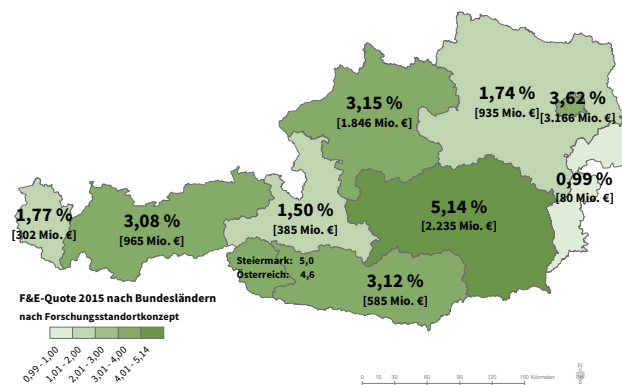 3,15 %
[1.846 Mio. €]
1,74 %
[935 Mio. €]
3,62 %
[3.166 Mio. €]
0,99 %
[80 Mio. €]
1,77 %
[302 Mio. €]
3,08 %
[965 Mio. €]
1,50 %
[385 Mio. €]
5,14 %
[2.235 Mio. €]
Steiermark: 5,0
Österreich: 4,6
3,12 %
[585 Mio. €]
F&E-Quote 2015 nach Bundesländern
nach Forschungsstandortkonzept
0,99 - 1,00
1,01 - 2,00
2,01 - 3,00
3,01 - 4,00
4,01 - 5,14
0 15 30 60 90 120 150 Kilometer